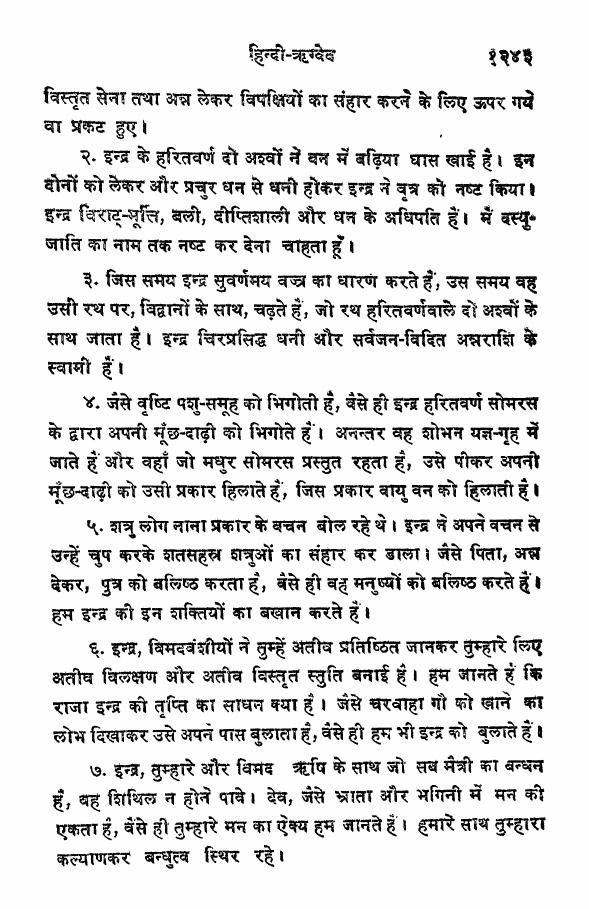 हिन्दी-ऋग्वेद १२४३
विस्तृत सेना तथा अन्न लेकर विपक्षियों का संहार करने के लिए ऊपर गये
वा प्रकट हुए।
२. इन्द्र के हरितवर्ण दो अश्वों ने वन में बढ़िया घास खाई है। इन
दोनों को लेकर और प्रचुर धन से धनी होकर इन्द्र ने वृत्र को नष्ट किया।
इन्द्र विराट्-मूर्त्ति, बली, दीप्तिशाली और धन के अधिपति हैं। मैं दस्यु-
जाति का नाम तक नष्ट कर देना चाहता हूँ।
३. जिस समय इन्द्र सुवर्णमय वज्र का धारण करते हैं, उस समय वह
उसी रथ पर, विद्वानों के साथ, चढ़ते हैं, जो रथ हरितवर्णवाले दो अश्वों के
साथ जाता है। इन्द्र चिरप्रसिद्ध धनी और सर्वजन-विदित अन्नराशि के
स्वामी हैं।
४. जैसे वृष्टि पशु-समूह को भिगोती है, वैसे ही इन्द्र हरितवर्ण सोमरस
के द्वारा अपनी मूँछ-दाढ़ी को भिगोते हैं। अनन्तर वह शोभन यज्ञ-गृह में
जाते हैं और वहाँ जो मधुर सोमरस प्रस्तुत रहता है, उसे पीकर अपनी
मूँछ-दाढ़ी को उसी प्रकार हिलाते हैं, जिस प्रकार वायु वन को हिलाती है।
५. शत्रु लोग नाना प्रकार के वचन बोल रहे थे। इन्द्र ने अपने वचन से
उन्हें चुप करके शतसहस्र शत्रुओं का संहार कर डाला। जैसे पिता, अन्न
देकर, पुत्र को बलिष्ठ करता है, वैसे ही वह मनुष्यों को बलिष्ठ करते हैं।
हम इन्द्र की इन शक्तियों का बखान करते हैं।
६. इन्द्र, विमदवंशीयों ने तुम्हें अतीव प्रतिष्ठित जानकर तुम्हारे लिए
अतीव विलक्षण और अतीव विस्तृत स्तुति बनाई है। हम जानते हैं कि
राजा इन्द्र की तृप्ति का साधन क्या है। जैसे चरवाहा गौ को खाने का
लोभ दिखाकर उसे अपने पास बुलाता है, वैसे ही हम भी इन्द्र को बुलाते हैं।
७. इन्द्र, तुम्हारे और विमद ऋषि के साथ जो सब मैत्री का बन्धन
है, वह शिथिल न होने पावे। देव, जैसे भ्राता और भगिनी में मन की
एकता है, वैसे ही तुम्हारे मन का ऐक्य हम जानते हैं। हमारे साथ तुम्हारा
कल्याणकर बन्धुत्व स्थिर रहे।